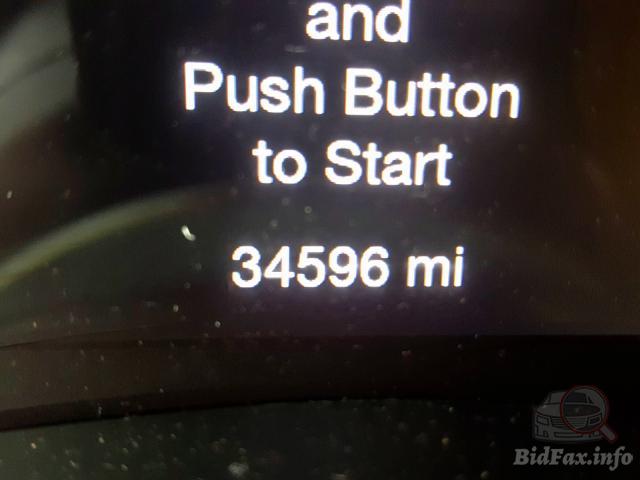 and
Push Button
to Start
34596 mi
BidFax.info